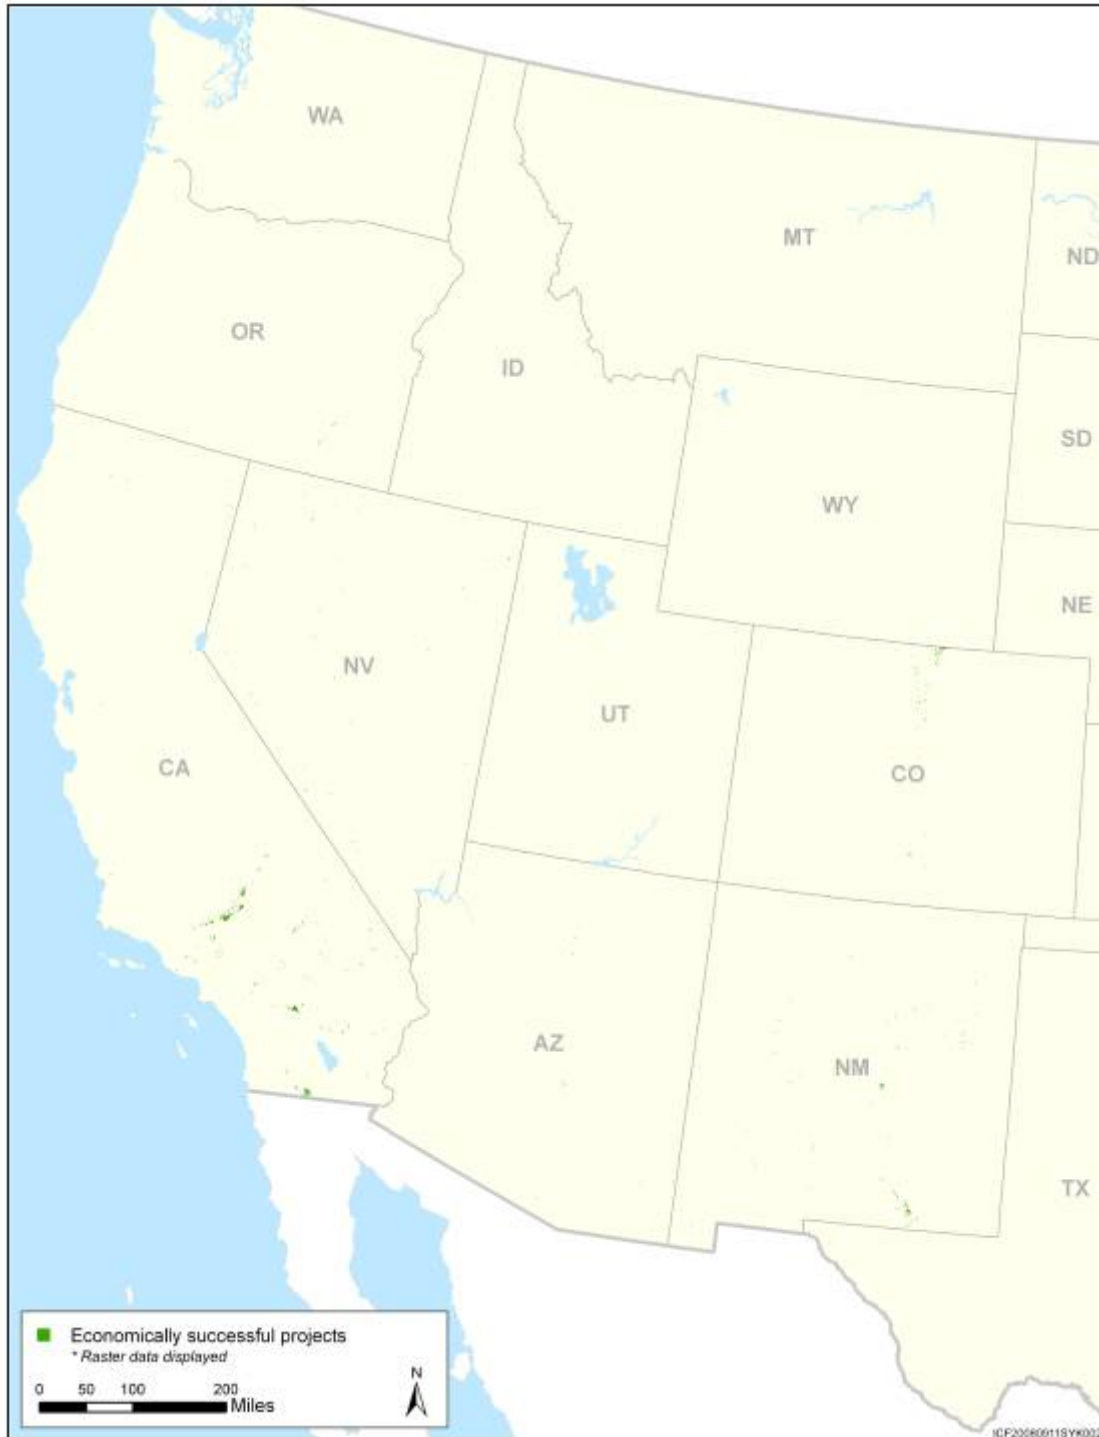 WA
MT
ND
OR
ID
SD
WY
NE
NV
UT
CA
CO
AZ
NM
TX
Economically successful projects
* Raster data displayed
N
0 50 100 200
Miles
ICF20080911SYK002